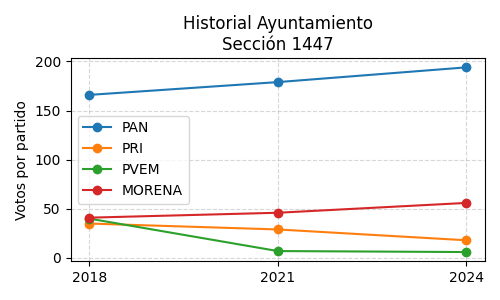 Historial Ayuntamiento
Sección 1447
Votos por partido
200
150
100
50
0
PAN
PRI
PVEM
MORENA
2018
2021
2024